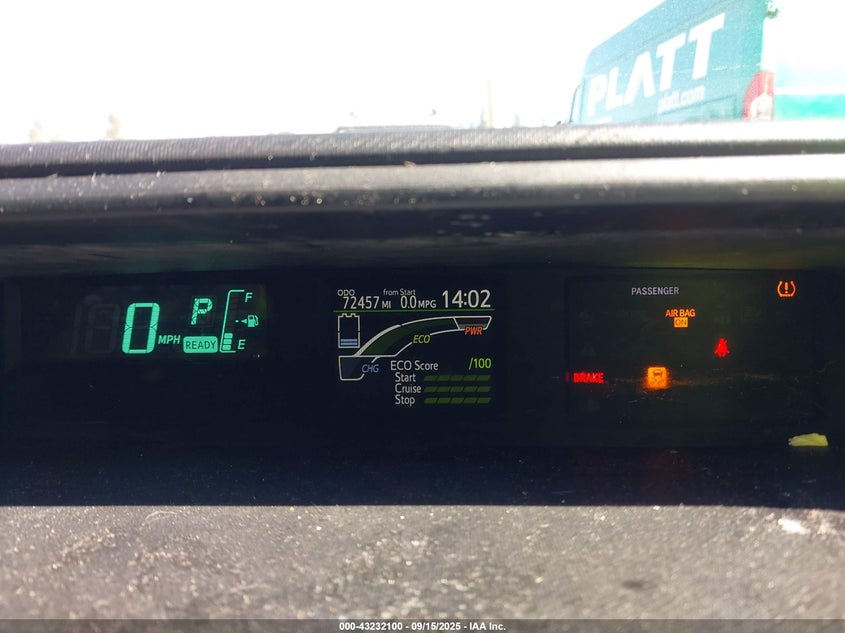 PLATT
platt.com
ODO
72457 MI
from Start
0.0 MPG
14:02
0 MPH
P
READY
F
E
ECO
PWR
CHG
ECO Score /100
Start
Cruise
Stop
PASSENGER
AIR BAG
ON
BRAKE
000-43232100 - 09/15/2025 - IAA Inc.